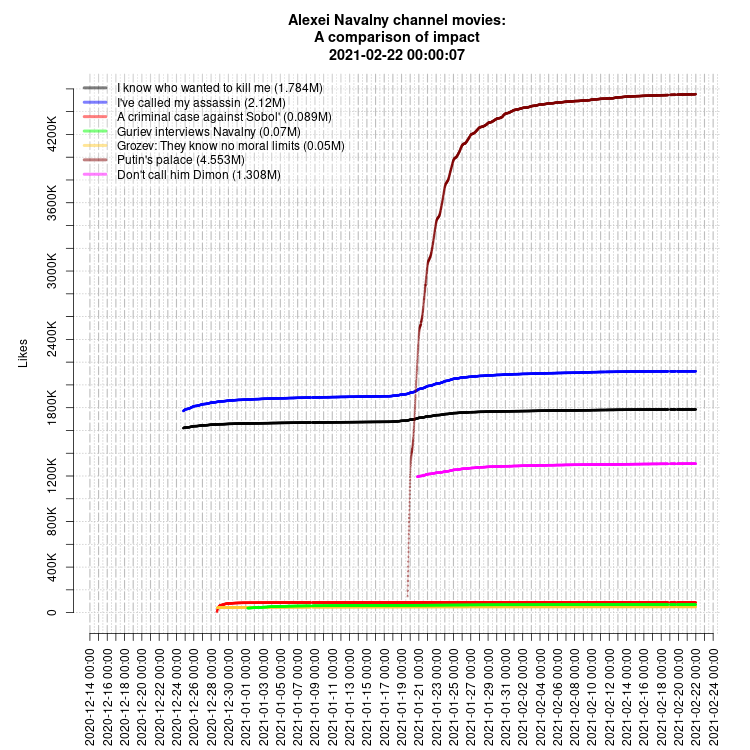 Alexei Navalny channel movies:
A comparison of impact
2021-02-22 00:00:07
I know who wanted to kill me (1.784M)
I've called my assassin (2.12M)
A criminal case against Sobol' (0.089M)
Guriev interviews Navalny (0.07M)
Grozev: They know no moral limits (0.05M)
Putin's palace (4.553M)
Don't call him Dimon (1.308M)
Likes
4200K
3600K
3000K
2400K
1800K
1200K
800K
400K
0
2020-12-14 00:00
2020-12-16 00:00
2020-12-18 00:00
2020-12-20 00:00
2020-12-22 00:00
2020-12-24 00:00
2020-12-26 00:00
2020-12-28 00:00
2020-12-30 00:00
2021-01-01 00:00
2021-01-03 00:00
2021-01-05 00:00
2021-01-07 00:00
2021-01-09 00:00
2021-01-11 00:00
2021-01-13 00:00
2021-01-15 00:00
2021-01-17 00:00
2021-01-19 00:00
2021-01-21 00:00
2021-01-23 00:00
2021-01-25 00:00
2021-01-27 00:00
2021-01-29 00:00
2021-01-31 00:00
2021-02-02 00:00
2021-02-04 00:00
2021-02-06 00:00
2021-02-08 00:00
2021-02-10 00:00
2021-02-12 00:00
2021-02-14 00:00
2021-02-16 00:00
2021-02-18 00:00
2021-02-20 00:00
2021-02-22 00:00
2021-02-24 00:00